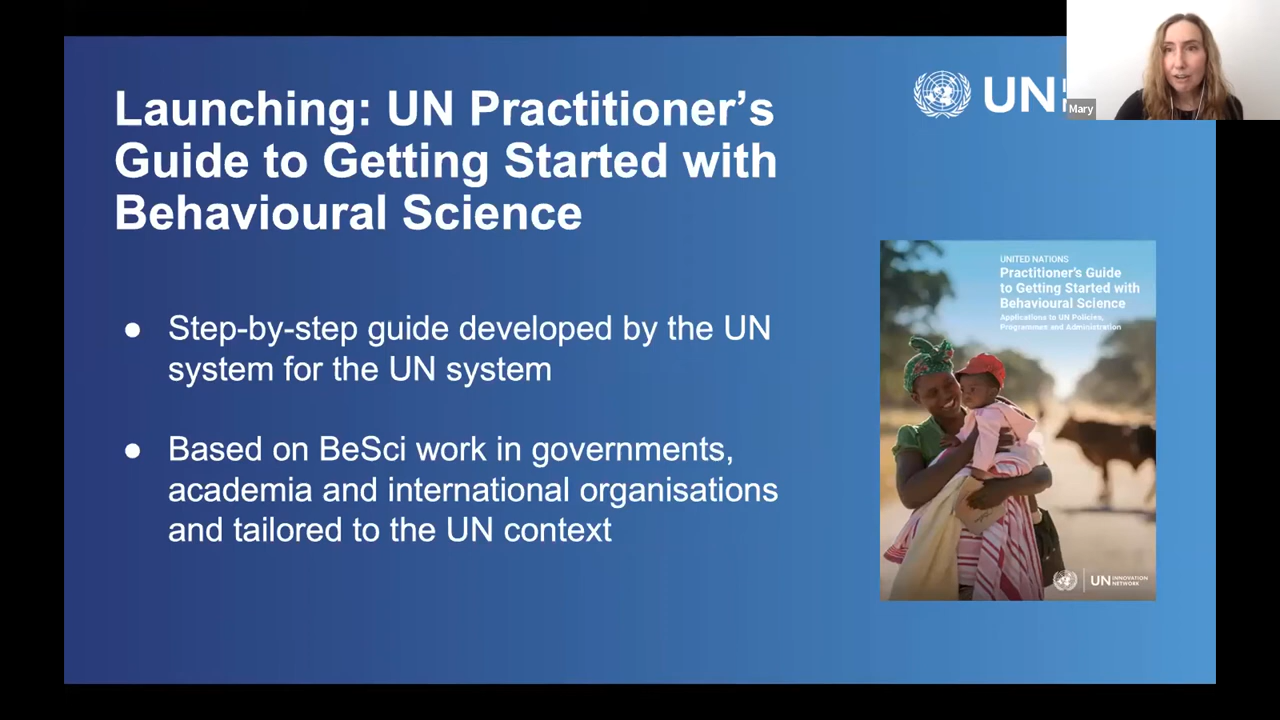 Launching: UN Practitioner's
Guide to Getting Started with
Behavioural Science
UN
Mary
● Step-by-step guide developed by the UN
system for the UN system
● Based on BeSci work in governments,
academia and international organisations
and tailored to the UN context
UNITED NATIONS
Practitioner's Guide
to Getting Started with
Behavioural Science
Applications to UN Policies,
Programmes and Administration
UN INNOVATION
NETWORK